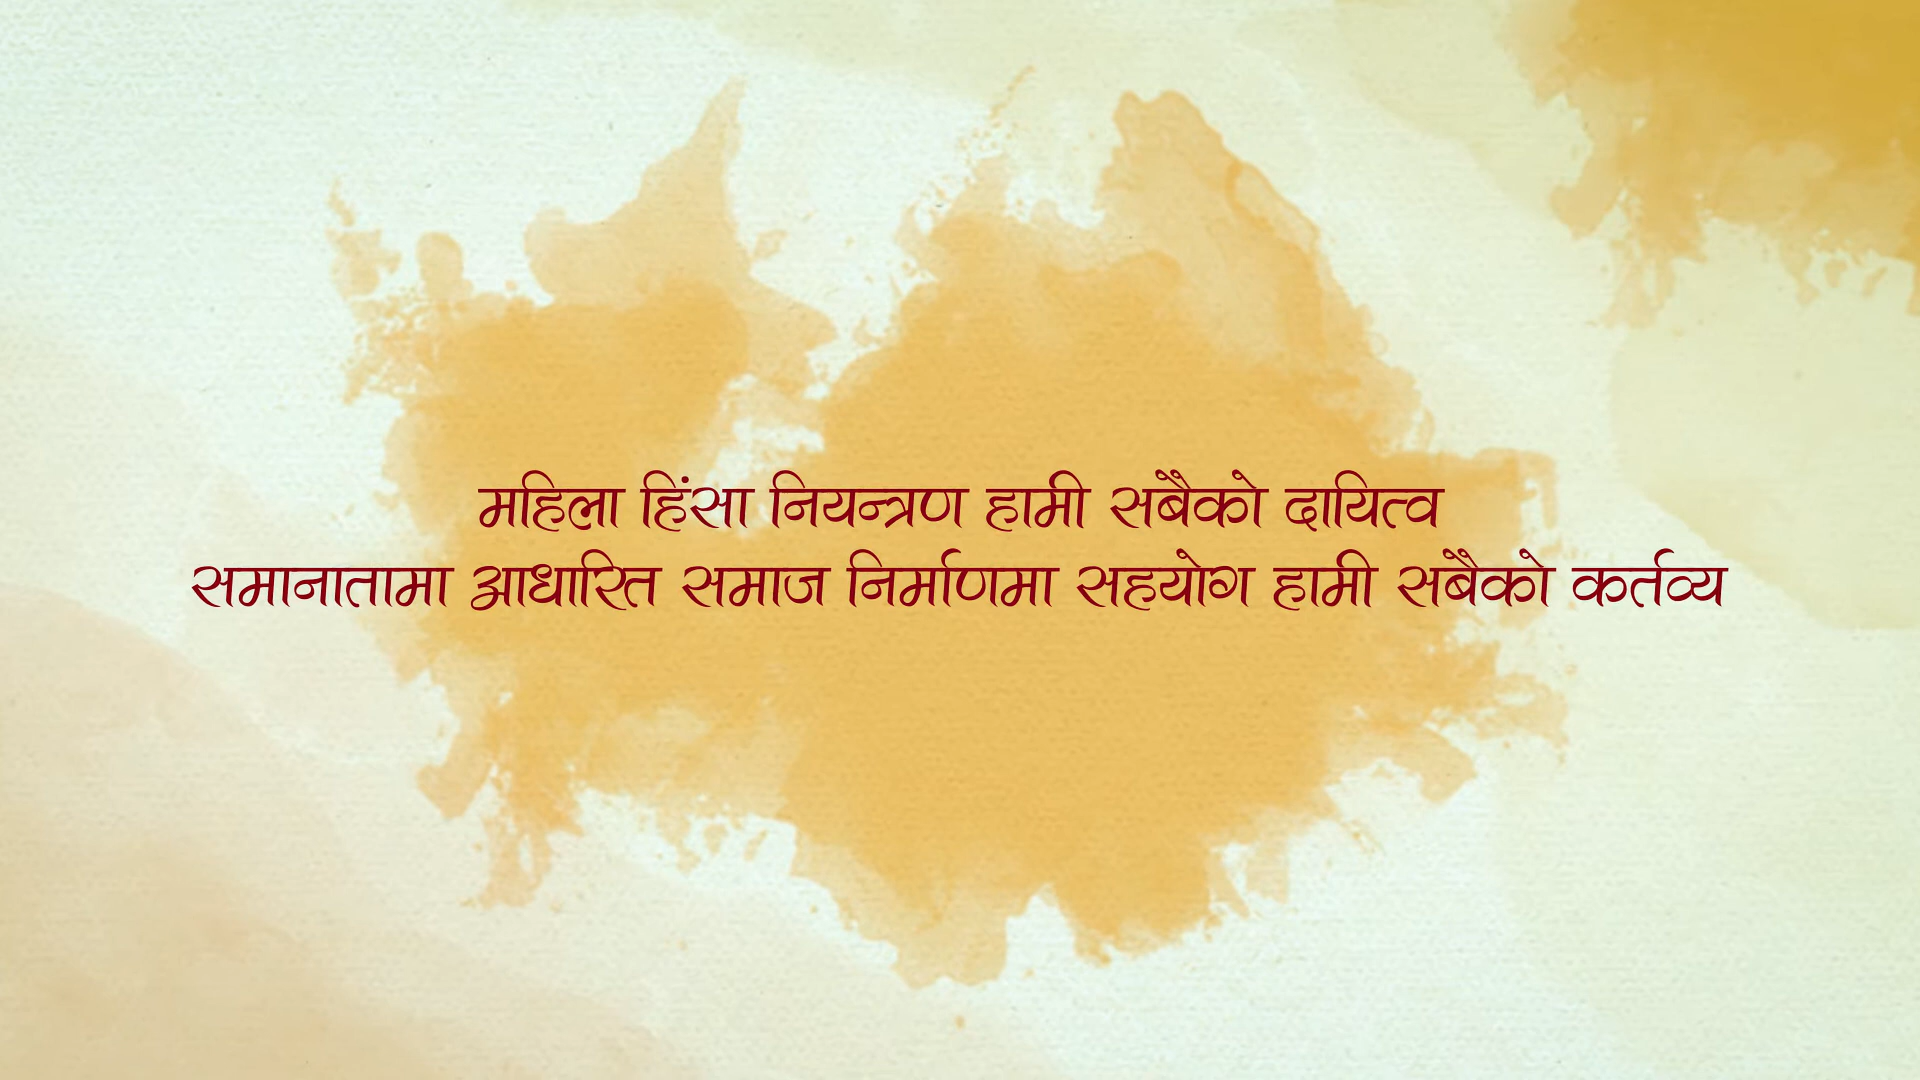 महिला हिंसा नियन्त्रण हामी सबैको दायित्व
समानातामा आधारित समाज निर्माणमा सहयोग हामी सबैको कर्तव्य